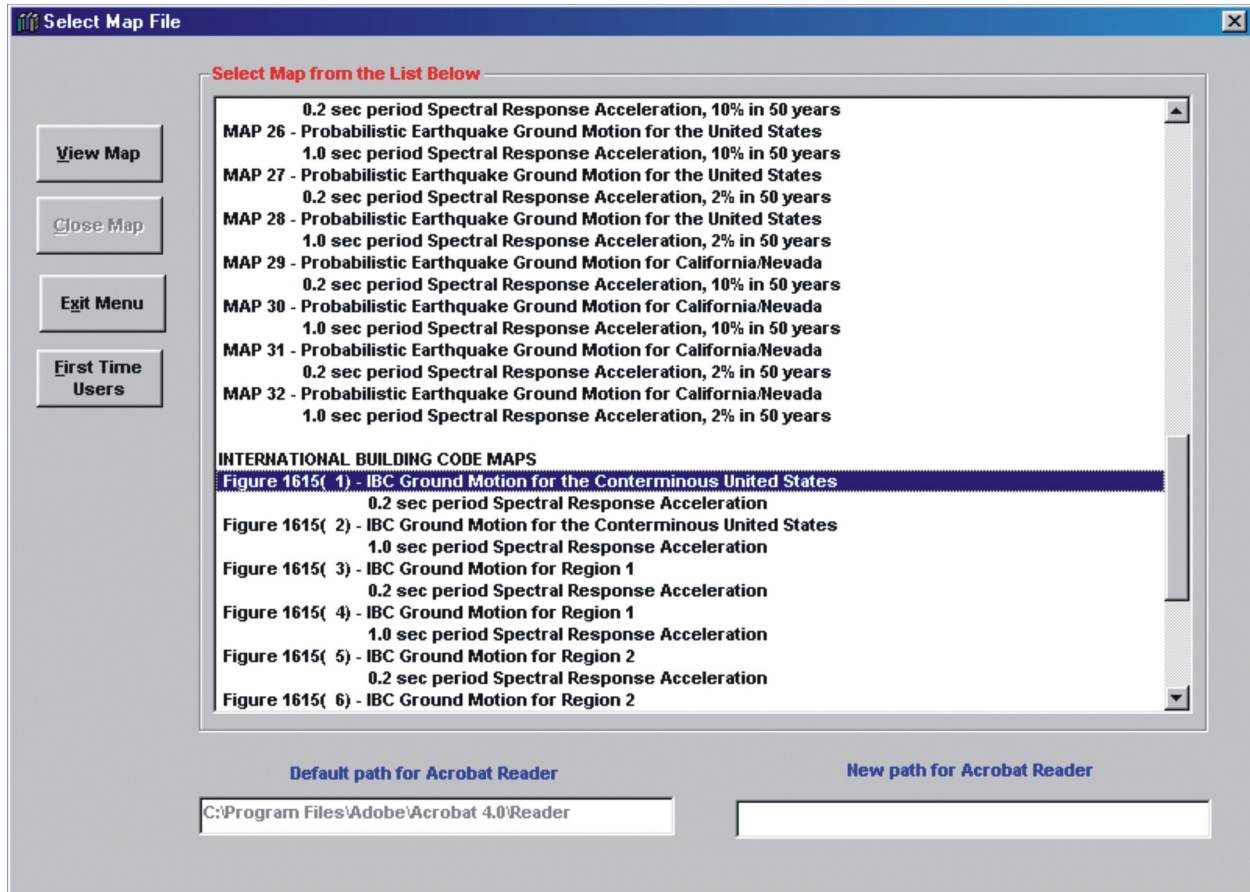 Select Map File
Select Map from the List Below
View Map
Close Map
Exit Menu
First Time
Users
0.2 sec period Spectral Response Acceleration, 10% in 50 years
MAP 26 - Probabilistic Earthquake Ground Motion for the United States
1.0 sec period Spectral Response Acceleration, 10% in 50 years
MAP 27 - Probabilistic Earthquake Ground Motion for the United States
0.2 sec period Spectral Response Acceleration, 2% in 50 years
MAP 28 - Probabilistic Earthquake Ground Motion for the United States
1.0 sec period Spectral Response Acceleration, 2% in 50 years
MAP 29 - Probabilistic Earthquake Ground Motion for California/Nevada
0.2 sec period Spectral Response Acceleration, 10% in 50 years
MAP 30 - Probabilistic Earthquake Ground Motion for California/Nevada
1.0 sec period Spectral Response Acceleration, 10% in 50 years
MAP 31 - Probabilistic Earthquake Ground Motion for California/Nevada
0.2 sec period Spectral Response Acceleration, 2% in 50 years
MAP 32 - Probabilistic Earthquake Ground Motion for California/Nevada
1.0 sec period Spectral Response Acceleration, 2% in 50 years
INTERNATIONAL BUILDING CODE MAPS
Figure 1615( 1) - IBC Ground Motion for the Conterminous United States
0.2 sec period Spectral Response Acceleration
Figure 1615( 2) - IBC Ground Motion for the Conterminous United States
1.0 sec period Spectral Response Acceleration
Figure 1615( 3) - IBC Ground Motion for Region 1
0.2 sec period Spectral Response Acceleration
Figure 1615( 4) - IBC Ground Motion for Region 1
1.0 sec period Spectral Response Acceleration
Figure 1615( 5) - IBC Ground Motion for Region 2
0.2 sec period Spectral Response Acceleration
Figure 1615( 6) - IBC Ground Motion for Region 2
Default path for Acrobat Reader
C:\Program Files\Adobe\Acrobat 4.0\Reader
New path for Acrobat Reader